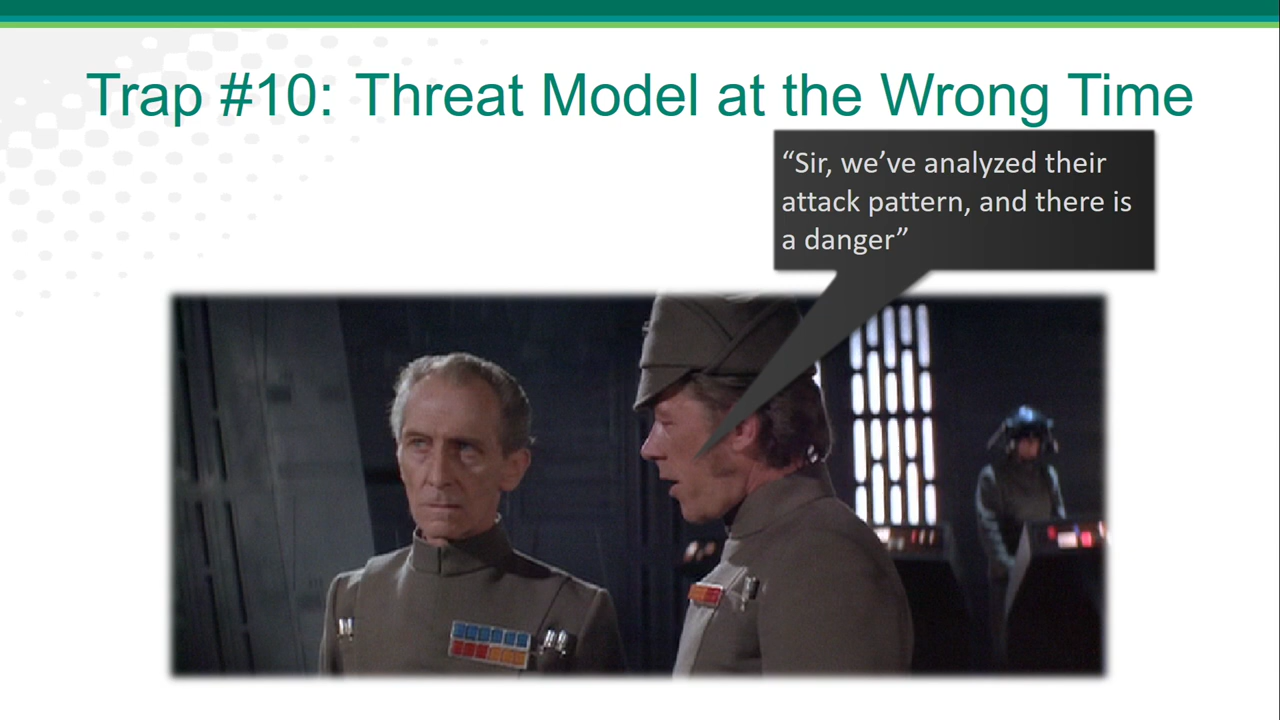 Trap #10: Threat Model at the Wrong Time
“Sir, we’ve analyzed their
attack pattern, and there is
a danger”